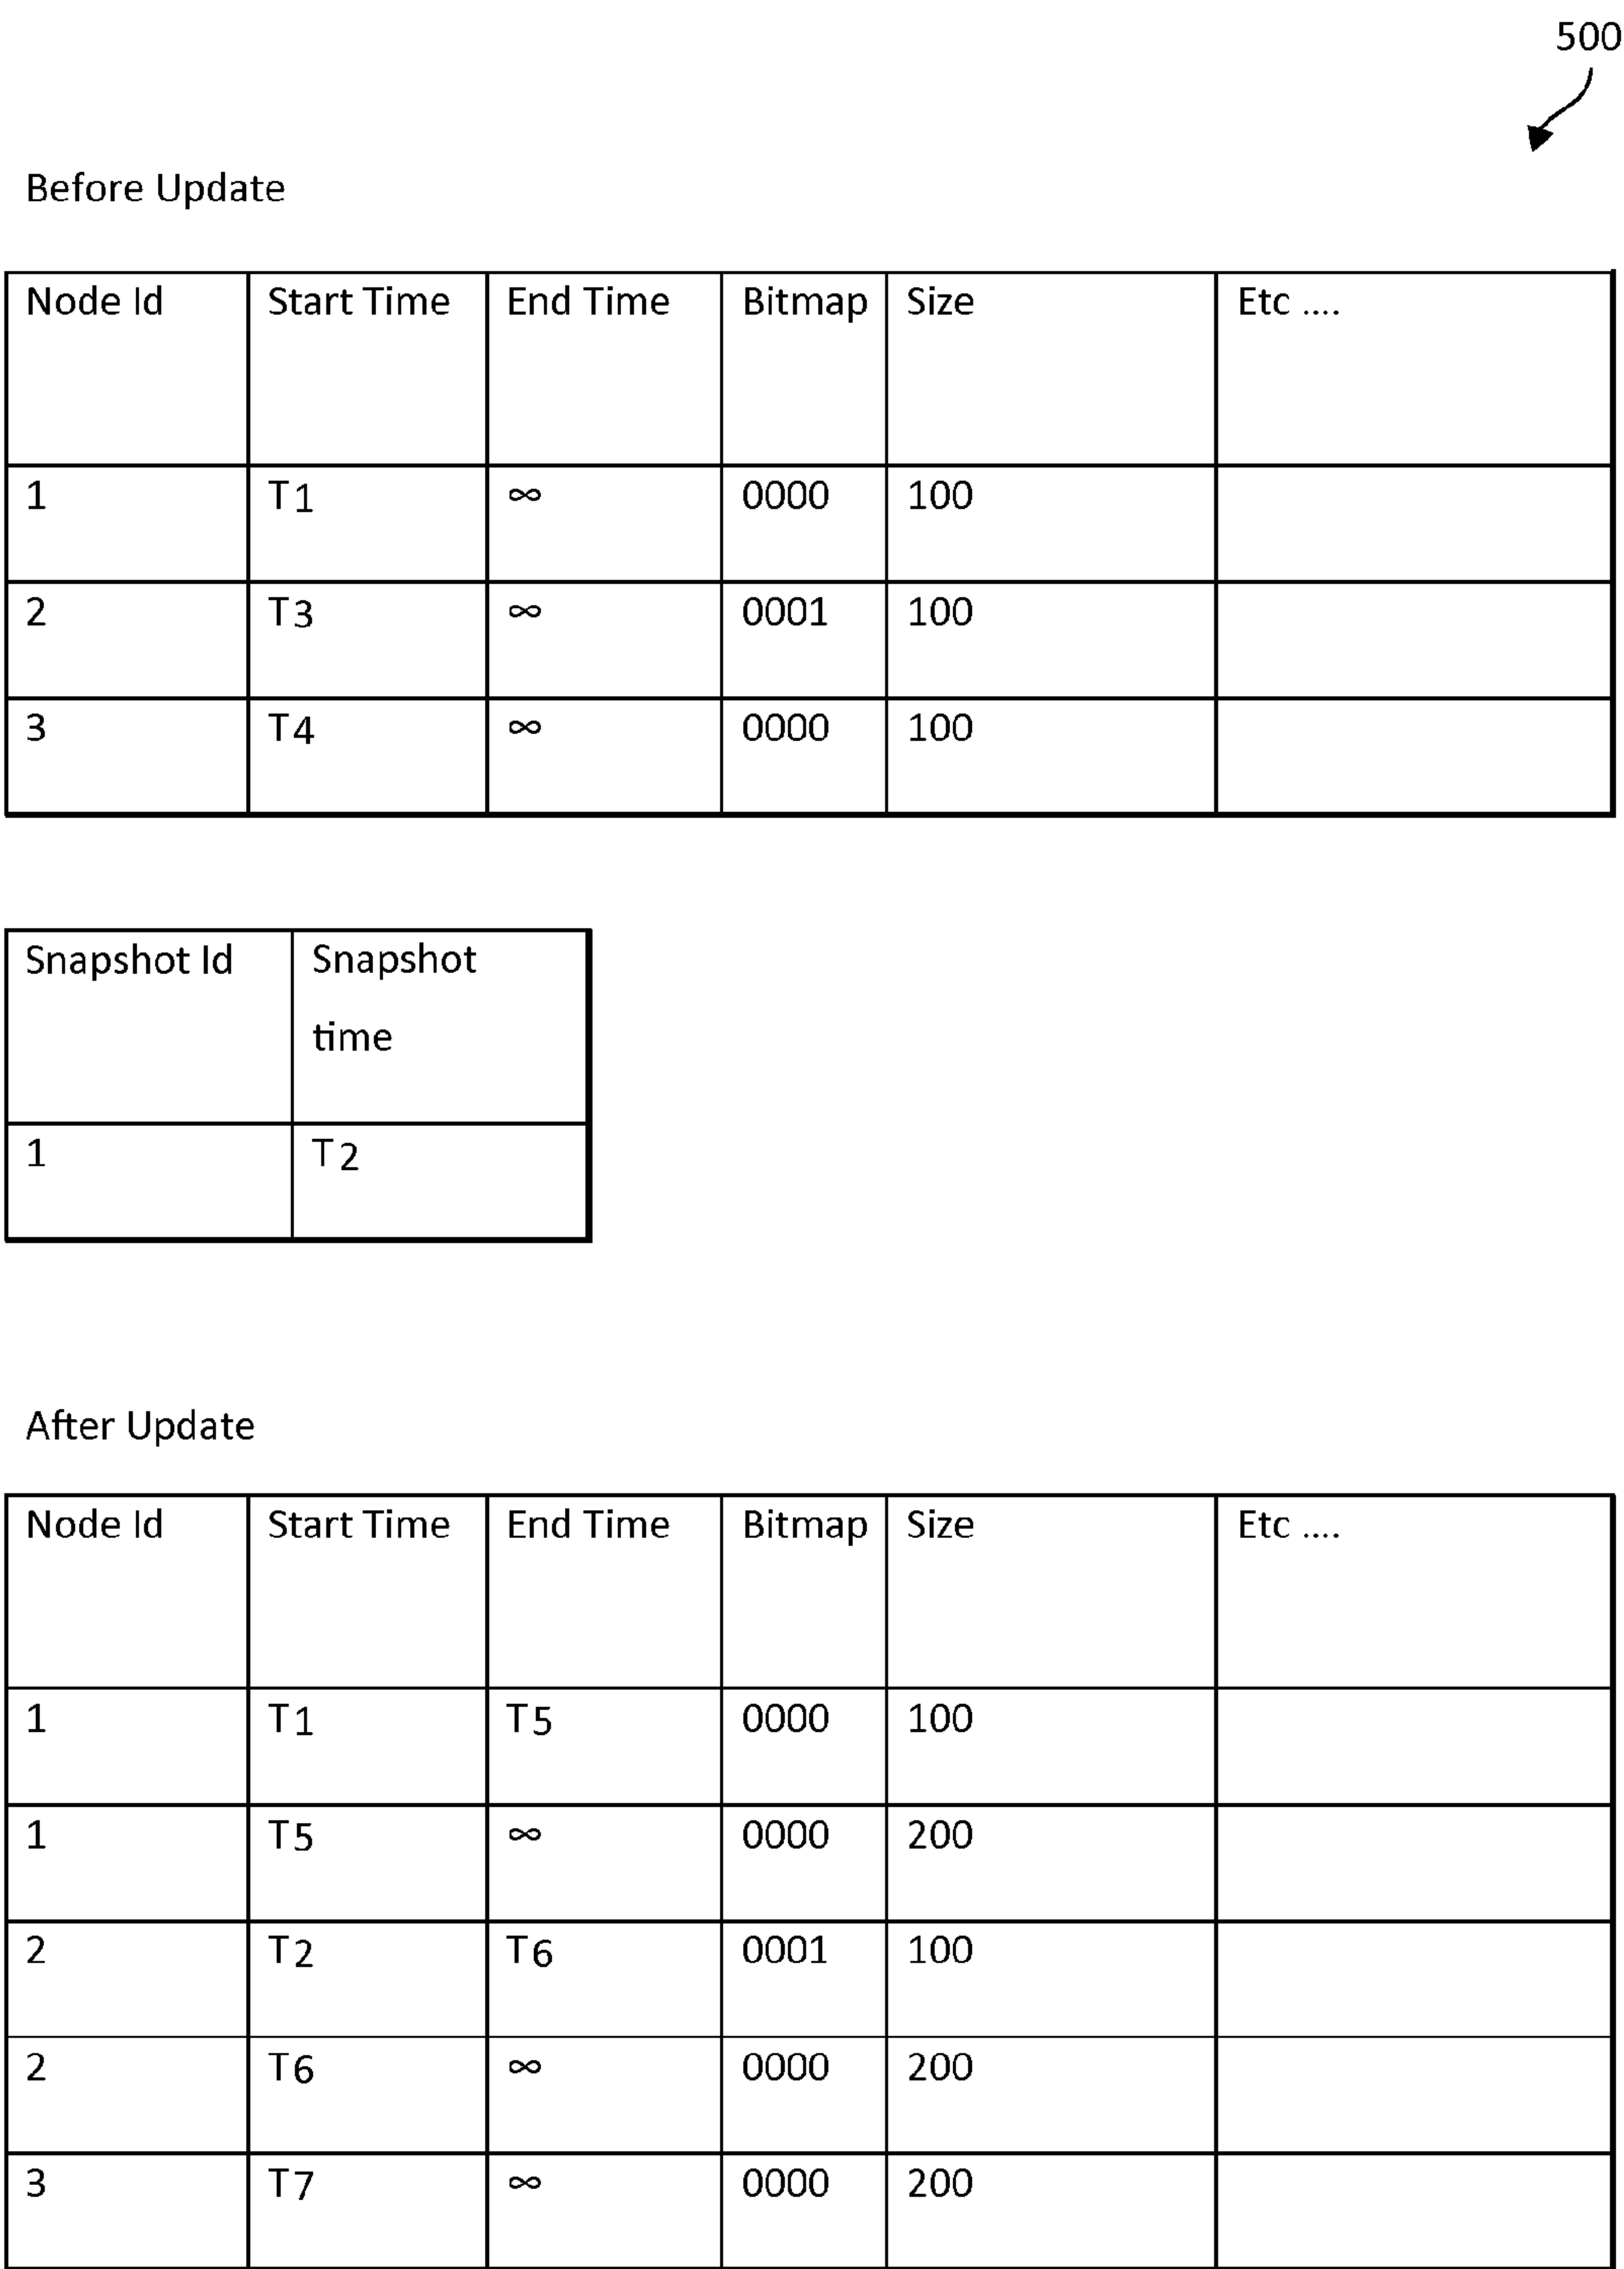 500
Before Update
Node Id Start Time End Time Bitmap Size Etc ....
1 T1 ∞ 0000 100
2 T3 ∞ 0001 100
3 T4 ∞ 0000 100
Snapshot Id Snapshot
time
1 T2
After Update
Node Id Start Time End Time Bitmap Size Etc ....
1 T1 T5 0000 100
1 T5 ∞ 0000 200
2 T2 T6 0001 100
2 T6 ∞ 0000 200
3 T7 ∞ 0000 200